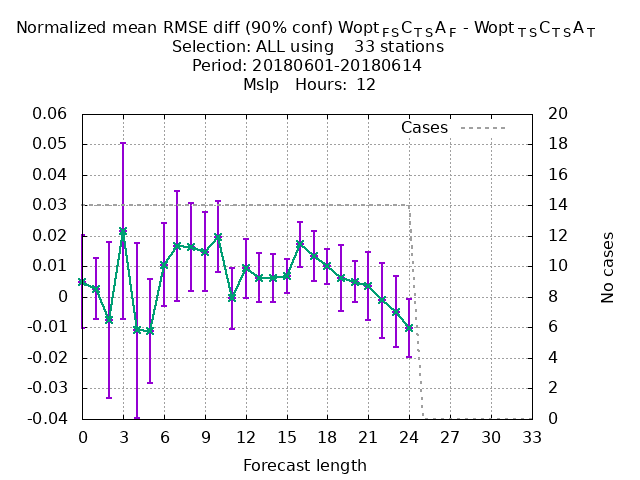 Normalized mean RMSE diff (90% conf) Wopt FS C TS A F - Wopt TS C TS A T
Selection: ALL using 33 stations
Period: 20180601-20180614
Mslp Hours: 12
Cases
0.06
0.05
0.04
0.03
0.02
0.01
0
-0.01
-0.02
-0.03
-0.04
20
18
16
14
12
10
8
6
4
2
0
No cases
0 3 6 9 12 15 18 21 24 27 30 33
Forecast length